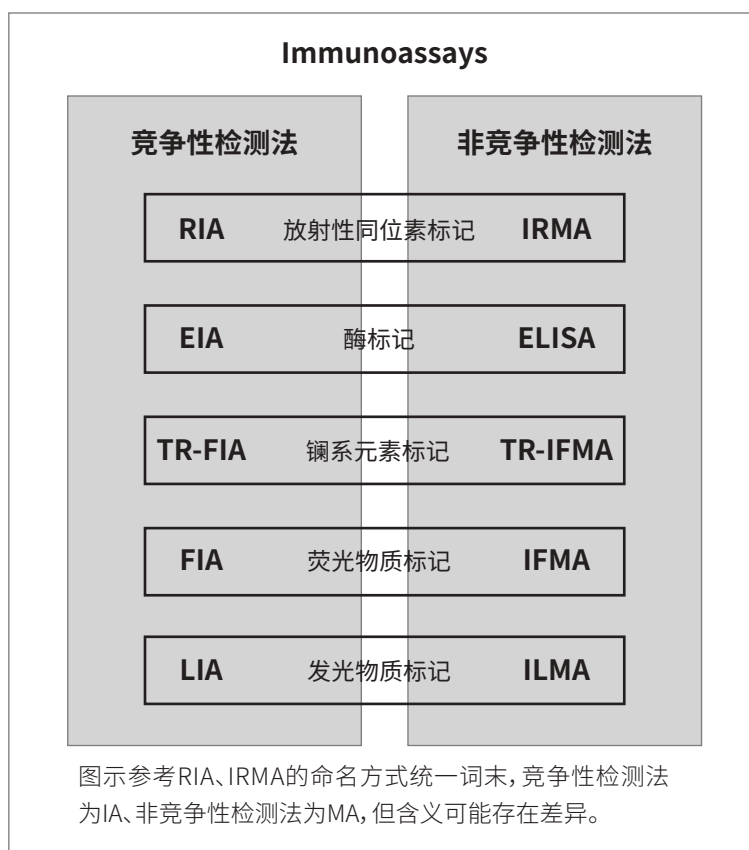 Immunoassays
竞争性检测法 非竞争性检测法
RIA 放射性同位素标记 IRMA
EIA 酶标记 ELISA
TR-FIA 镧系元素标记 TR-IFMA
FIA 荧光物质标记 IFMA
LIA 发光物质标记 ILMA
图示参考RIA、IRMA的命名方式统一词末，竞争性检测法
为IA、非竞争性检测法为MA，但含义可能存在差异。